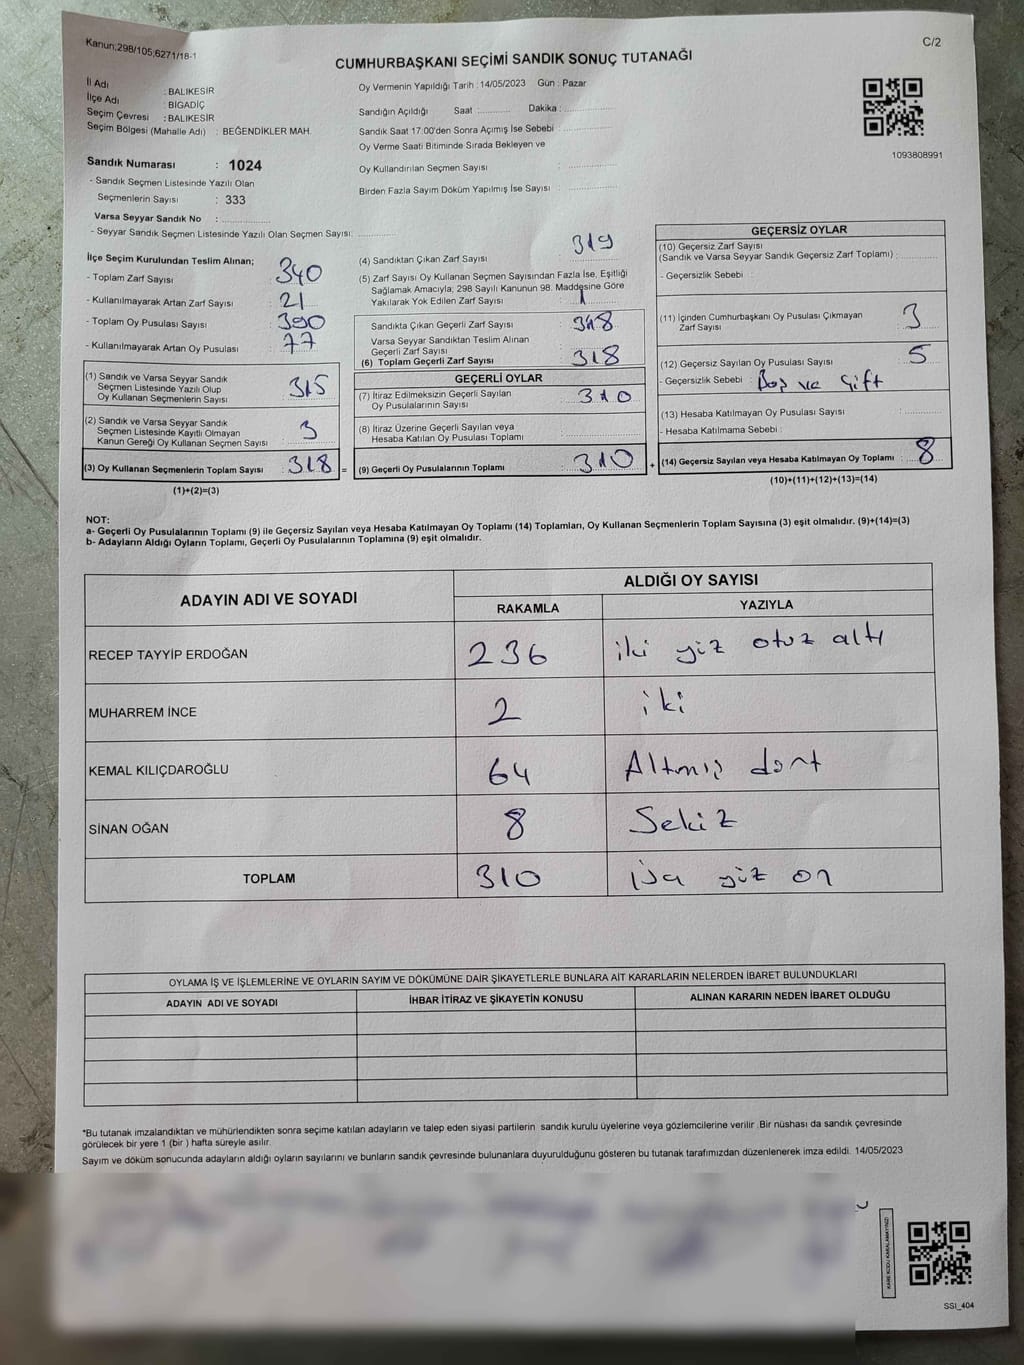 Kanun;298/105;6271/18-1
C/2
CUMHURBAŞKANI SEÇİMİ SANDIK SONUÇ TUTANAĞI
İl Adı : BALIKESİR
İlçe Adı : BİGADİÇ
Seçim Çevresi : BALIKESİR
Seçim Bölgesi (Mahalle Adı) : BEĞENDİKLER MAH.
Sandık Numarası : 1024
- Sandık Seçmen Listesinde Yazılı Olan
Seçmenlerin Sayısı : 333
Varsa Seyyar Sandık No :
- Seyyar Sandık Seçmen Listesinde Yazılı Olan Seçmen Sayısı:
Oy Vermenin Yapıldığı Tarih : 14/05/2023 Gün : Pazar
Sandığın Açıldığı Saat : Dakika :
Sandık Saat 17:00'den Sonra Açımış İse Sebebi :
Oy Verme Saati Bitiminde Sırada Bekleyen ve
Oy Kullandırılan Seçmen Sayısı :
Birden Fazla Sayım Döküm Yapılmış İse Sayısı :
1093808991
İlçe Seçim Kurulundan Teslim Alınan;
- Toplam Zarf Sayısı : 340
- Kullanılmayarak Artan Zarf Sayısı : 21
- Toplam Oy Pusulası Sayısı : 390
- Kullanılmayarak Artan Oy Pusulası : 77
(1) Sandık ve Varsa Seyyar Sandık
Seçmen Listesinde Yazılı Olup
Oy Kullanan Seçmenlerin Sayısı : 315
(2) Sandık ve Varsa Seyyar Sandık
Seçmen Listesinde Kayıtlı Olmayan
Kanun Gereği Oy Kullanan Seçmen Sayısı : 3
(3) Oy Kullanan Seçmenlerin Toplam Sayısı : 318 =
(1)+(2)=(3)
(4) Sandıktan Çıkan Zarf Sayısı : 319
(5) Zarf Sayısı Oy Kullanan Seçmen Sayısından Fazla İse, Eşitliği
Sağlamak Amacıyla; 298 Sayılı Kanunun 98. Maddesine Göre
Yakılarak Yok Edilen Zarf Sayısı : 1
Sandıkta Çıkan Geçerli Zarf Sayısı : 318
Varsa Seyyar Sandıktan Teslim Alınan
Geçerli Zarf Sayısı :
(6) Toplam Geçerli Zarf Sayısı : 318
GEÇERLİ OYLAR
(7) İtiraz Edilmeksizin Geçerli Sayılan
Oy Pusulalarının Sayısı : 310
(8) İtiraz Üzerine Geçerli Sayılan veya
Hesaba Katılan Oy Pusulası Toplamı :
(9) Geçerli Oy Pusulalarının Toplamı : 310 +
GEÇERSİZ OYLAR
(10) Geçersiz Zarf Sayısı
(Sandık ve Varsa Seyyar Sandık Geçersiz Zarf Toplamı) :
- Geçersizlik Sebebi :
(11) İçinden Cumhurbaşkanı Oy Pusulası Çıkmayan
Zarf Sayısı : 3
(12) Geçersiz Sayılan Oy Pusulası Sayısı : 5
- Geçersizlik Sebebi : Boş ve Çift
(13) Hesaba Katılmayan Oy Pusulası Sayısı :
- Hesaba Katılmama Sebebi :
(14) Geçersiz Sayılan veya Hesaba Katılmayan Oy Toplamı : 8
(10)+(11)+(12)+(13)=(14)
NOT:
a- Geçerli Oy Pusulalarının Toplamı (9) ile Geçersiz Sayılan veya Hesaba Katılmayan Oy Toplamı (14) Toplamları, Oy Kullanan Seçmenlerin Toplam Sayısına (3) eşit olmalıdır. (9)+(14)=(3)
b- Adayların Aldığı Oyların Toplamı, Geçerli Oy Pusulalarının Toplamına (9) eşit olmalıdır.
ADAYIN ADI VE SOYADI ALDIĞI OY SAYISI
RAKAMLA YAZIYLA
RECEP TAYYİP ERDOĞAN 236 iki yüz otuz altı
MUHARREM İNCE 2 iki
KEMAL KILIÇDAROĞLU 64 Altmış dört
SİNAN OĞAN 8 Sekiz
TOPLAM 310 yüz on
OYLAMA İŞ VE İŞLEMLERİNE VE OYLARIN SAYIM VE DÖKÜMÜNE DAİR ŞİKAYETLERLE BUNLARA AİT KARARLARIN NELERDEN İBARET BULUNDUKLARI
ADAYIN ADI VE SOYADI İHBAR İTİRAZ VE ŞİKAYETİN KONUSU ALINAN KARARIN NEDEN İBARET OLDUĞU
*Bu tutanak imzalandıktan ve mühürlendikten sonra seçime katılan adayların ve talep eden siyasi partilerin sandık kurulu üyelerine veya gözlemcilerine verilir. Bir nüshası da sandık çevresinde
görülecek bir yere 1 (bir ) hafta süreyle asılır.
Sayım ve döküm sonucunda adayların aldığı oyların sayılarını ve bunların sandık çevresinde bulunanlara duyurulduğunu gösteren bu tutanak tarafımızdan düzenlenerek imza edildi. 14/05/2023
KARE KODU KARALAMAYINIZ!
SSI_404